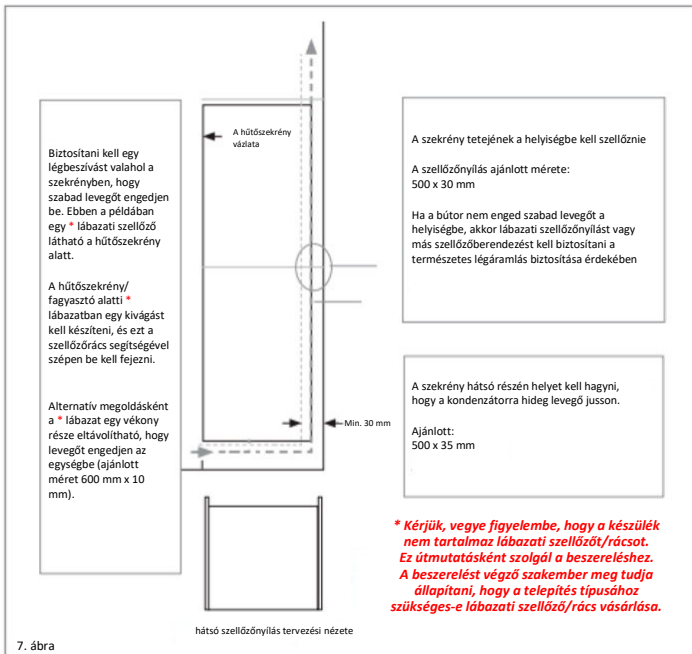 Biztosítani kell egy
légbeszívást valahol a
szekrényben, hogy
szabad levegőt engedjen
be. Ebben a példában
egy * lábazati szellőző
látható a hűtőszekrény
alatt.
A hűtőszekrény/
fagyasztó alatti *
lábazatban egy kivágást
kell készíteni, és ezt a
szellőzőrács segítségével
szépen be kell fejezni.
Alternatív megoldásként
a * lábazat egy vékony
része eltávolítható, hogy
levegőt engedjen az
egységbe (ajánlott
méret 600 mm x 10
mm).
A hűtőszekrény
vázlata
Min. 30 mm
A szekrény tetejének a helyiségbe kell szellőznie
A szellőzőnyílás ajánlott mérete:
500 x 30 mm
Ha a bútor nem enged szabad levegőt a
helyiségbe, akkor lábazati szellőzőnyílást vagy
más szellőzőberendezést kell biztosítani a
természetes légáramlás biztosítása érdekében
A szekrény hátsó részén helyet kell hagyni,
hogy a kondenzátorra hideg levegő jusson.
Ajánlott:
500 x 35 mm
* Kérjük, vegye figyelembe, hogy a készülék
nem tartalmaz lábazati szellőzőt/rácsot.
Ez útmutatásként szolgál a beszereléshez.
A beszerelést végző szakember meg tudja
állapítani, hogy a telepítés típusához
szükséges-e lábazati szellőző/rács vásárlása.
hátsó szellőzőnyílás tervezési nézete
7. ábra